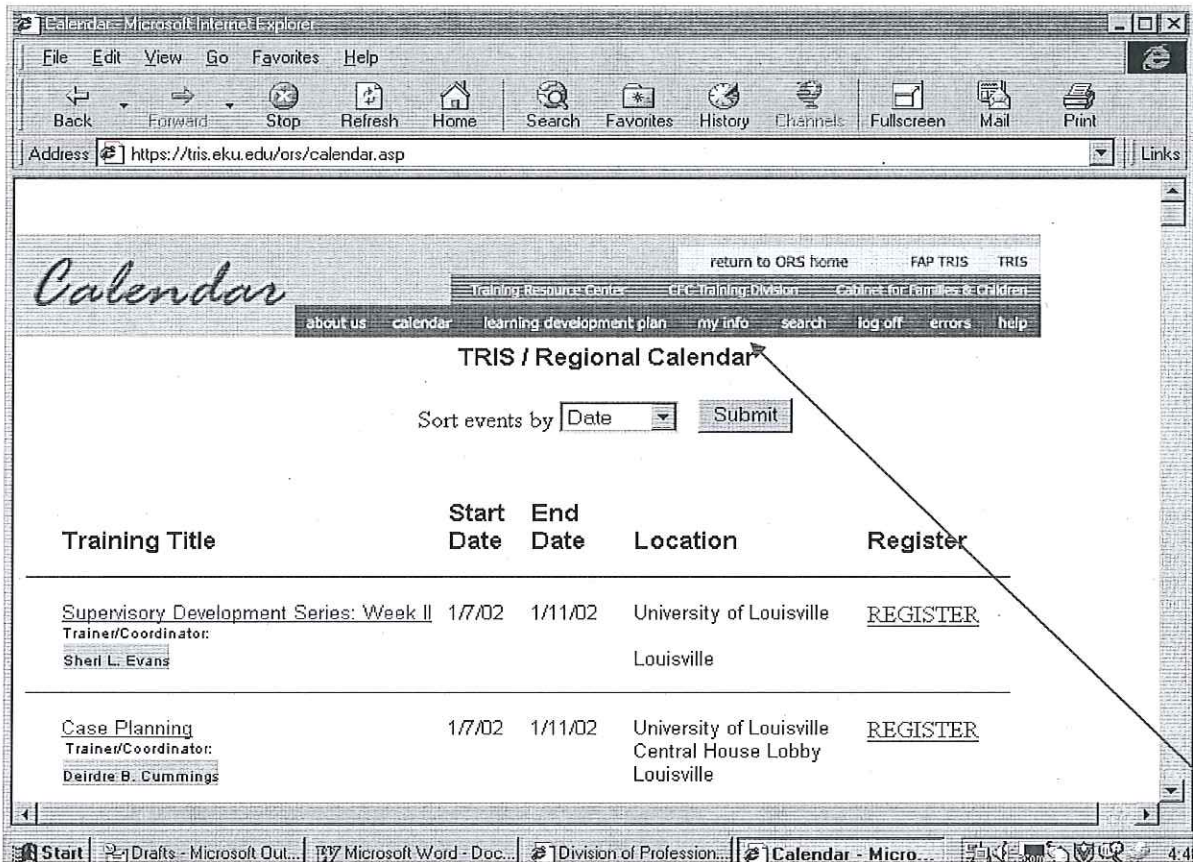 Calendar - Microsoft Internet Explorer
File Edit View Go Favorites Help
Back Forward Stop Refresh Home Search Favorites History Channels Fullscreen Mail Print
Address https://tris.eku.edu/ors/calendar.asp Links
return to ORS home FAP TRIS TRIS
Calendar
Training Resource Center CFC Training Division Cabinet for Families & Children
about us calendar learning development plan my info search log off errors help
TRIS / Regional Calendar
Sort events by Date Submit
Training Title Start Date End Date Location Register
Supervisory Development Series: Week II 1/7/02 1/11/02 University of Louisville REGISTER
Trainer/Coordinator:
Sheri L. Evans Louisville
Case Planning 1/7/02 1/11/02 University of Louisville REGISTER
Trainer/Coordinator: Central House Lobby
Deirdre B. Cummings Louisville
Start Drafts - Microsoft Out... Microsoft Word - Doc... Division of Profession... Calendar - Micro... 4:4